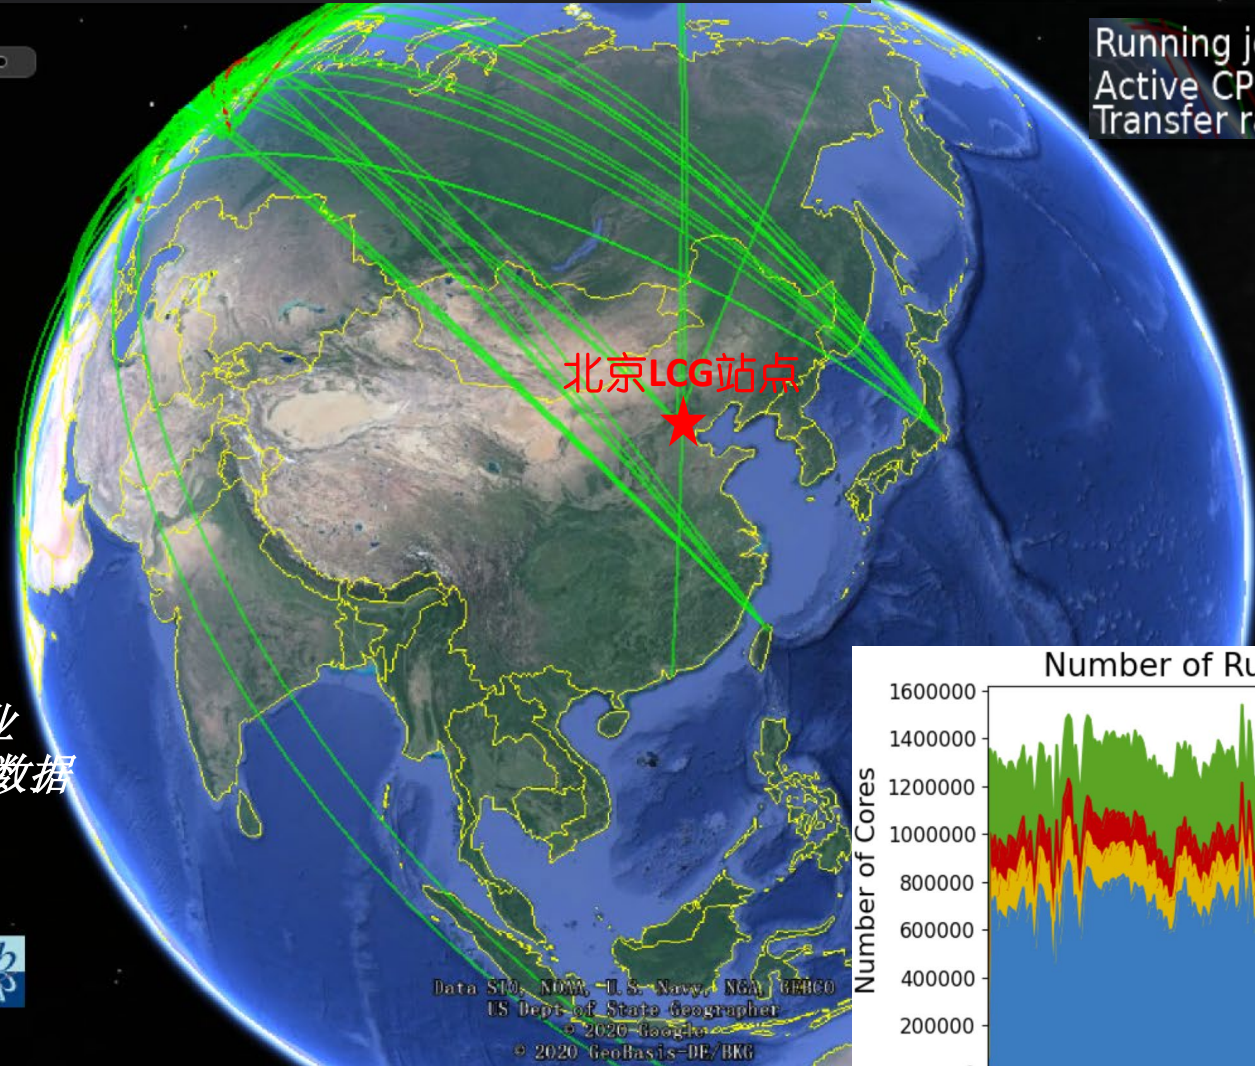 Running j
Active CP
Transfer r
北京LCG站点
业
数据
Number of Ru
Number of Cores
1600000
1400000
1200000
1000000
800000
600000
400000
200000
Data SIO, NOAA, U.S. Navy, NGA, GEBCO
US Dept of State Geographer
© 2020 Google
© 2020 GeoBasis-DE/BKG